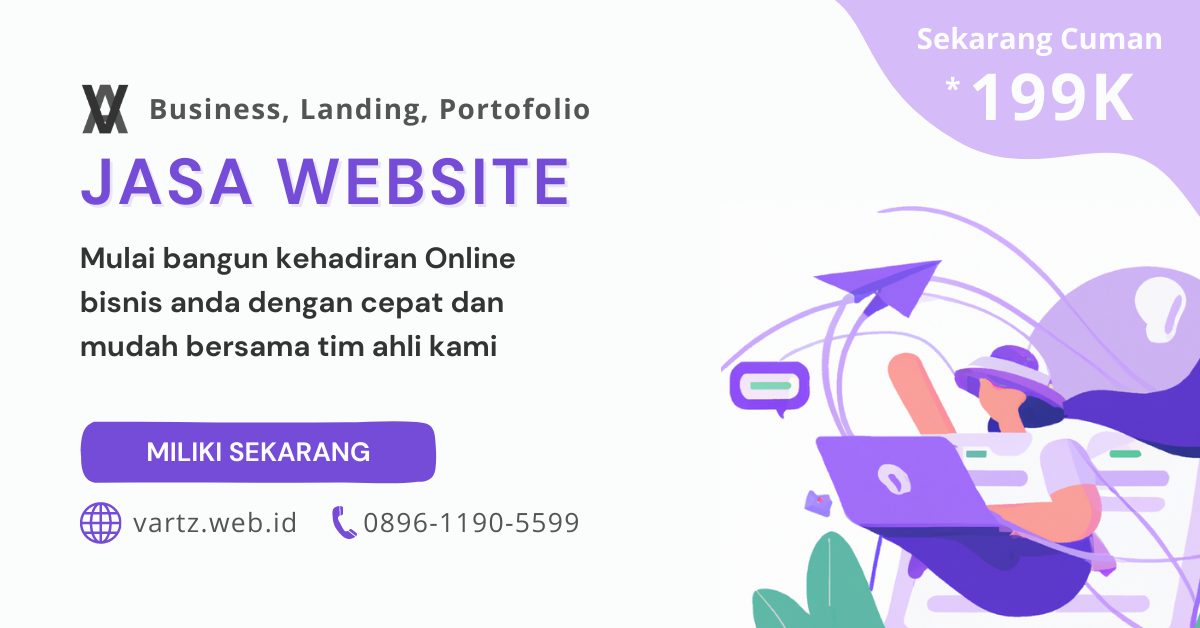 Sekarang Cuman
*199K
Business, Landing, Portofolio
JASA WEBSITE
Mulai bangun kehadiran Online
bisnis anda dengan cepat dan
mudah bersama tim ahli kami
MILIKI SEKARANG
vartz.web.id
0896-1190-5599